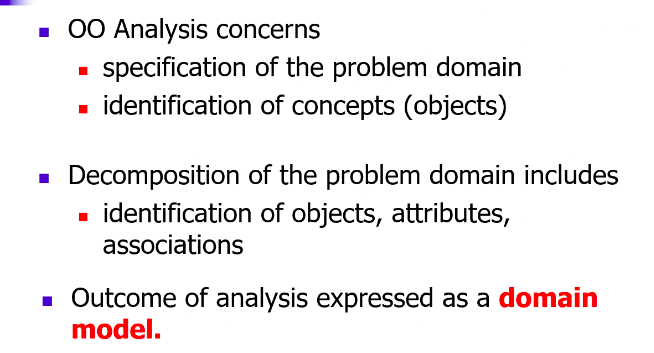 OO Analysis concerns
specification of the problem domain
identification of concepts (objects)
Decomposition of the problem domain includes
identification of objects, attributes,
associations
Outcome of analysis expressed as a domain
model.